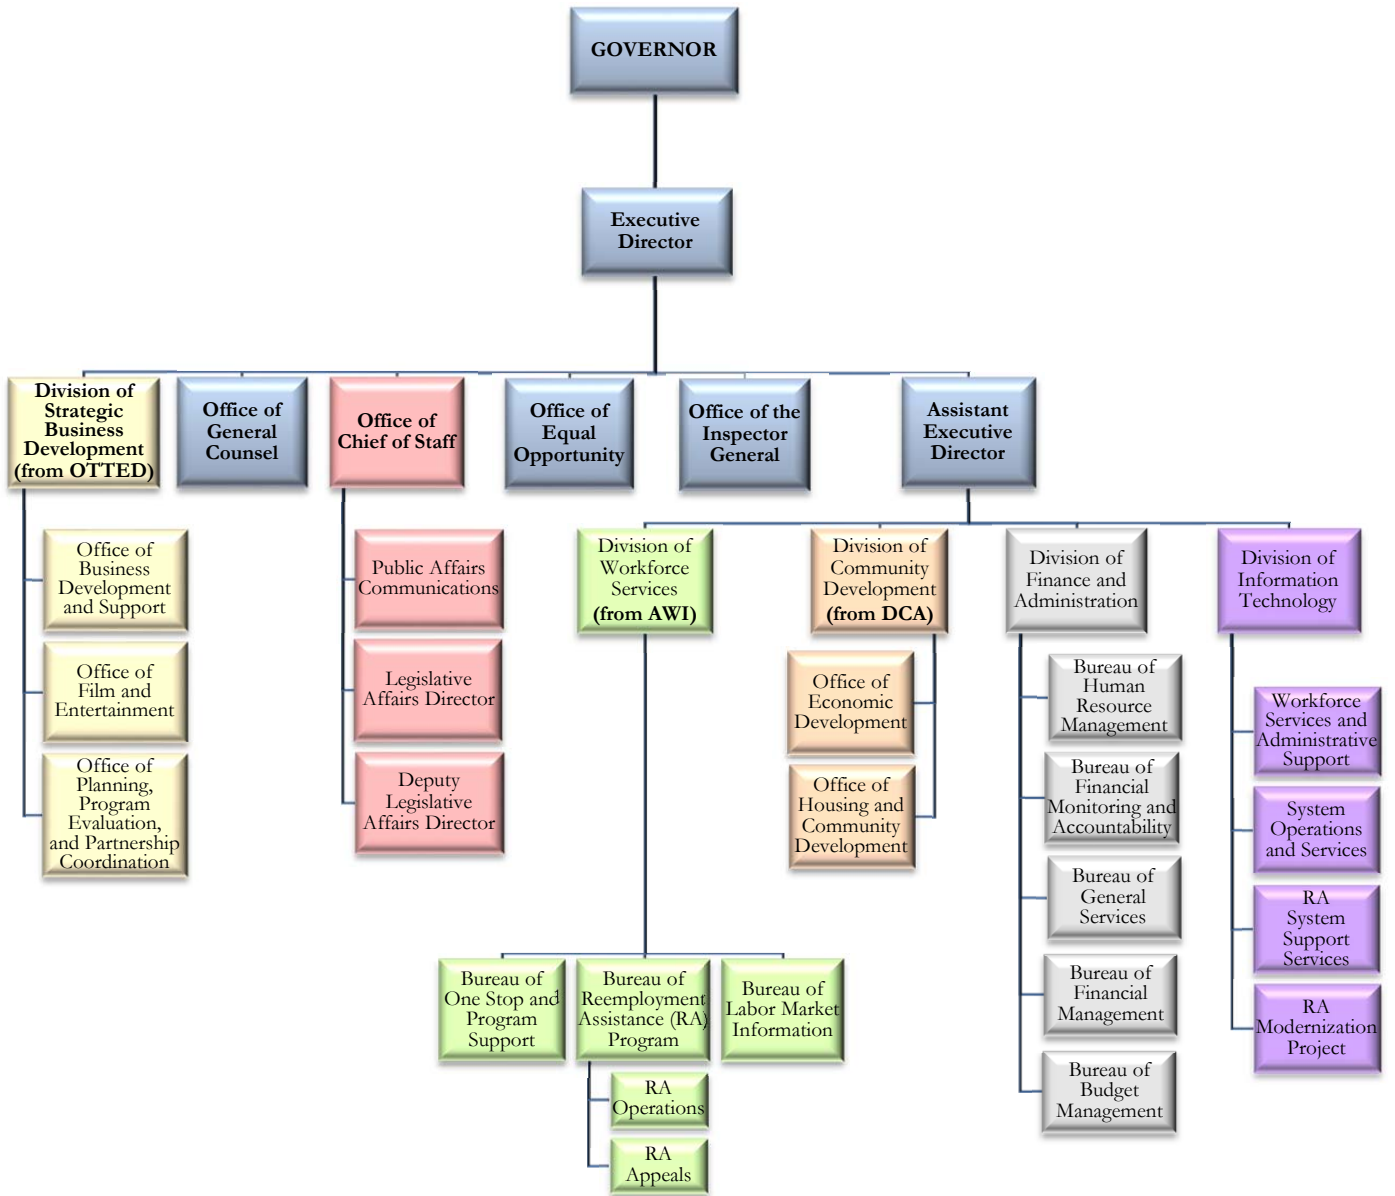 GOVERNOR
Executive
Director
Division of
Strategic
Business
Development
(from OTTED)
Office of
General
Counsel
Office of
Chief of Staff
Office of
Equal
Opportunity
Office of the
Inspector
General
Assistant
Executive
Director
Office of
Business
Development
and Support
Office of
Film and
Entertainment
Office of
Planning,
Program
Evaluation,
and Partnership
Coordination
Public Affairs
Communications
Legislative
Affairs Director
Deputy
Legislative
Affairs Director
Division of
Workforce
Services
(from AWI)
Division of
Community
Development
(from DCA)
Division of
Finance and
Administration
Division of
Information
Technology
Bureau of
One Stop and
Program
Support
Bureau of
Reemployment
Assistance (RA)
Program
Bureau of
Labor Market
Information
RA
Operations
RA
Appeals
Office of
Economic
Development
Office of
Housing and
Community
Development
Bureau of
Human
Resource
Management
Bureau of
Financial
Monitoring and
Accountability
Bureau of
General
Services
Bureau of
Financial
Management
Bureau of
Budget
Management
Workforce
Services and
Administrative
Support
System
Operations
and Services
RA
System
Support
Services
RA
Modernization
Project